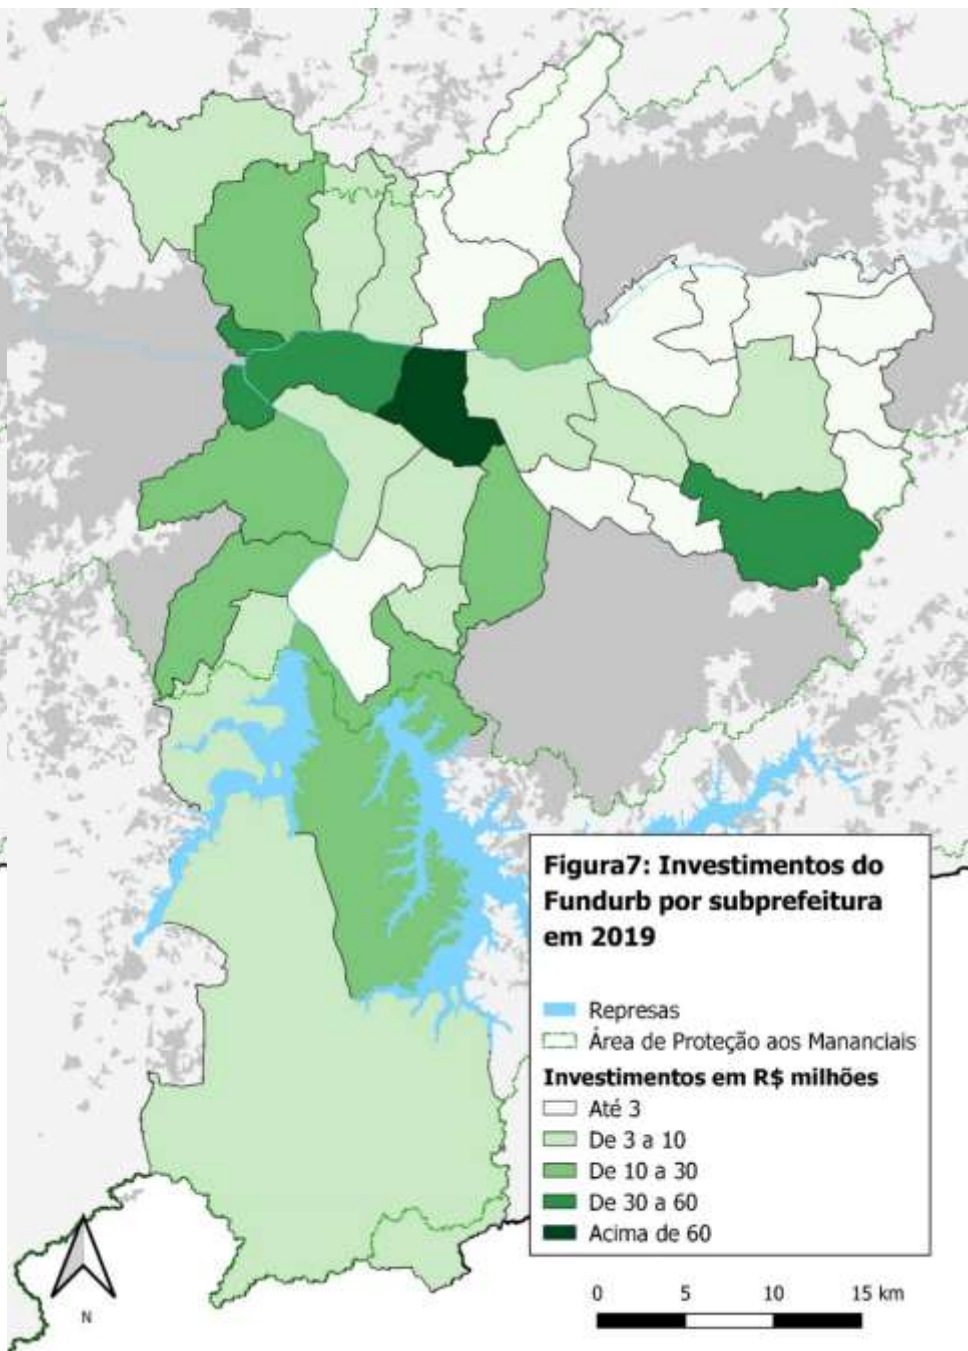 Figura7: Investimentos do
Fundurb por subprefeitura
em 2019
Represas
Área de Proteção aos Mananciais
Investimentos em R$ milhões
Até 3
De 3 a 10
De 10 a 30
De 30 a 60
Acima de 60
N
0 5 10 15 km